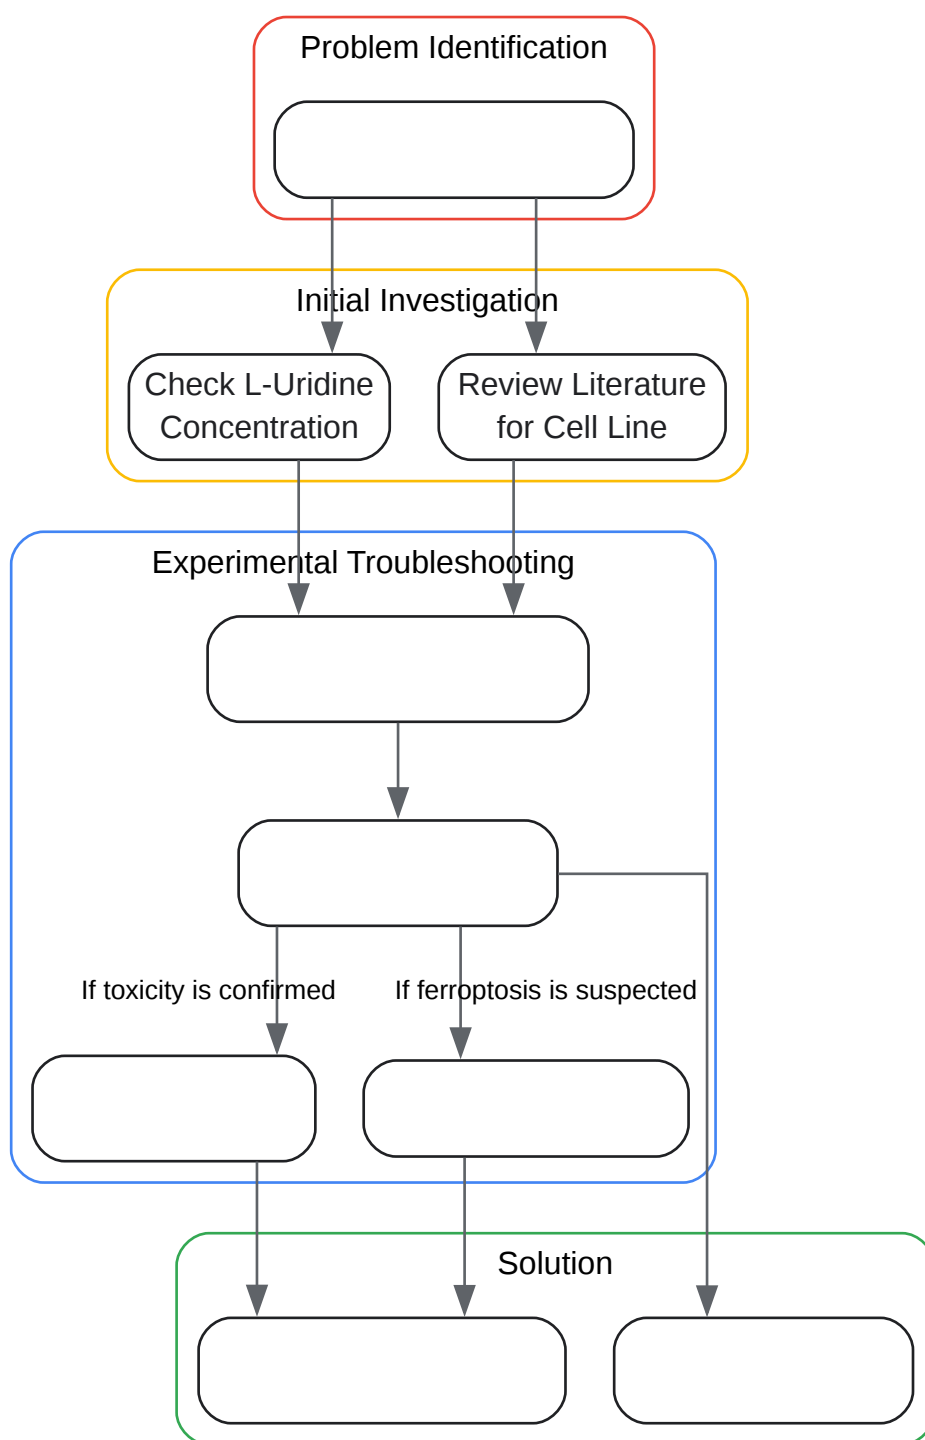 Problem Identification
Initial Investigation
Check L-Uridine
Concentration
Review Literature
for Cell Line
Experimental Troubleshooting
If toxicity is confirmed
If ferroptosis is suspected
Solution